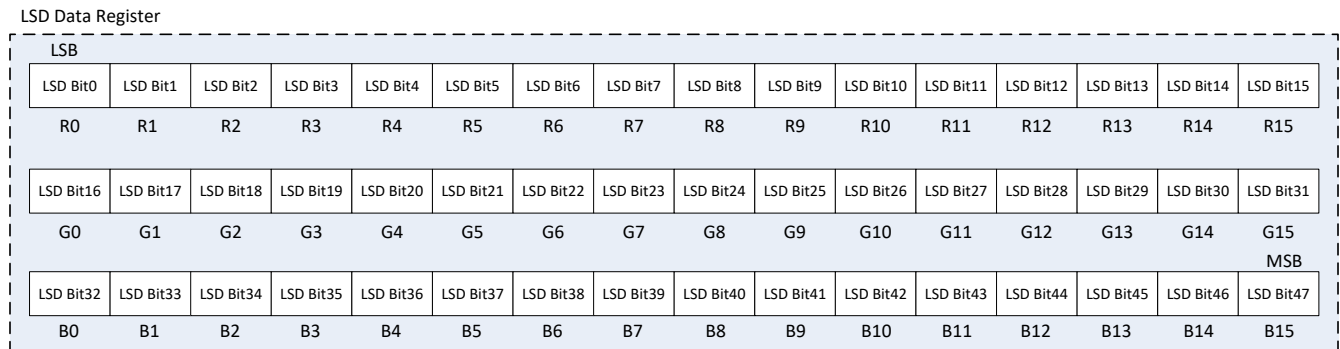 LSD Data Register
LSB
LSD Bit0 LSD Bit1 LSD Bit2 LSD Bit3 LSD Bit4 LSD Bit5 LSD Bit6 LSD Bit7 LSD Bit8 LSD Bit9 LSD Bit10 LSD Bit11 LSD Bit12 LSD Bit13 LSD Bit14 LSD Bit15
R0 R1 R2 R3 R4 R5 R6 R7 R8 R9 R10 R11 R12 R13 R14 R15
LSD Bit16 LSD Bit17 LSD Bit18 LSD Bit19 LSD Bit20 LSD Bit21 LSD Bit22 LSD Bit23 LSD Bit24 LSD Bit25 LSD Bit26 LSD Bit27 LSD Bit28 LSD Bit29 LSD Bit30 LSD Bit31
G0 G1 G2 G3 G4 G5 G6 G7 G8 G9 G10 G11 G12 G13 G14 G15
MSB
LSD Bit32 LSD Bit33 LSD Bit34 LSD Bit35 LSD Bit36 LSD Bit37 LSD Bit38 LSD Bit39 LSD Bit40 LSD Bit41 LSD Bit42 LSD Bit43 LSD Bit44 LSD Bit45 LSD Bit46 LSD Bit47
B0 B1 B2 B3 B4 B5 B6 B7 B8 B9 B10 B11 B12 B13 B14 B15